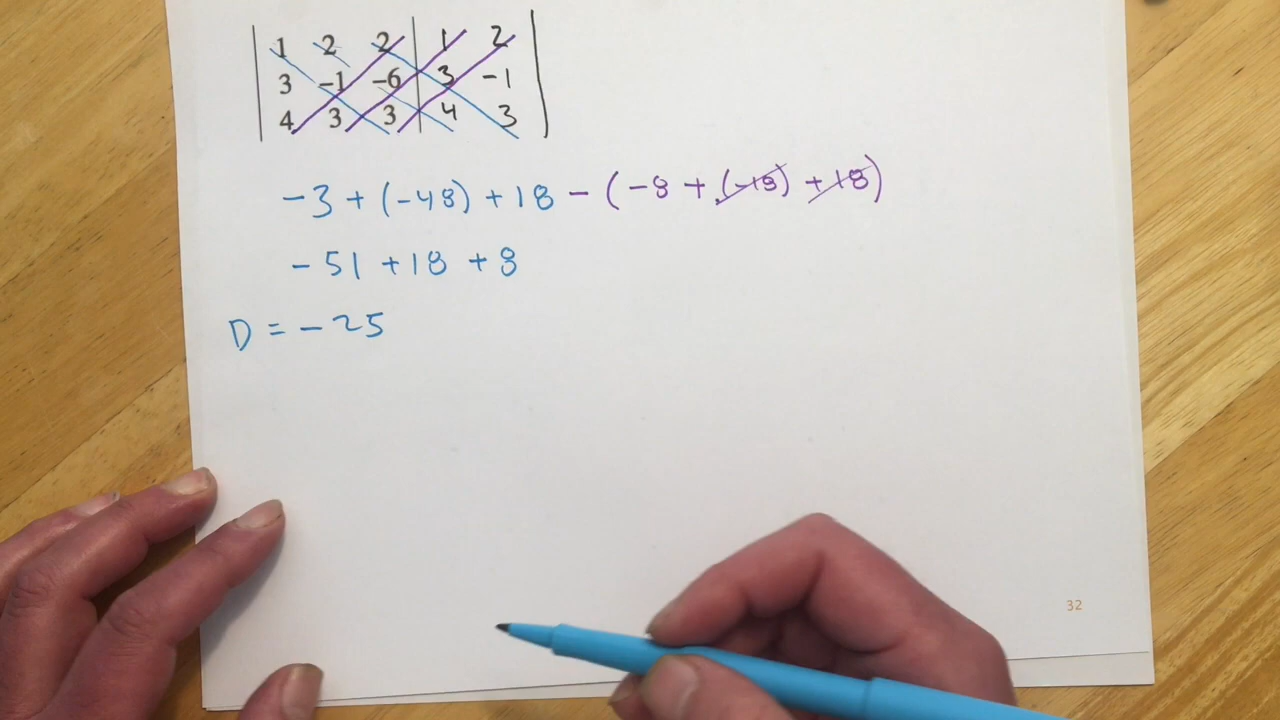 1 2 2 | 1 2
3 -1 -6 | 3 -1
4 3 3 | 4 3
-3 + (-48) + 18 - (-8 + (-18) + 18)
-51 + 18 + 8
D = -25
32